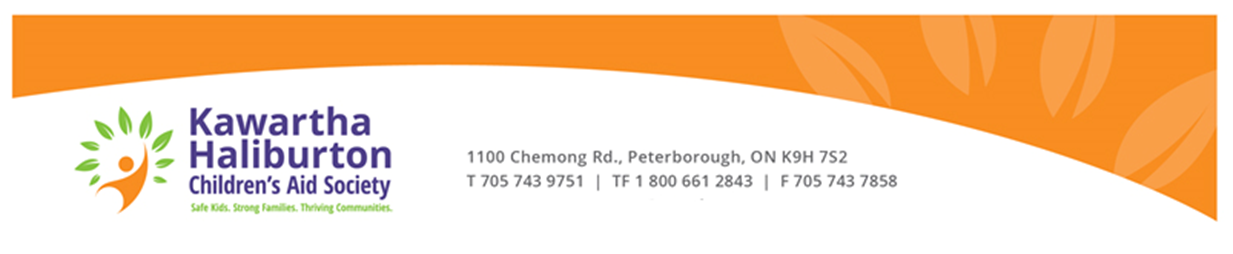 Kawartha
Haliburton
Children's Aid Society
Safe Kids. Strong Families. Thriving Communities.
1100 Chemong Rd., Peterborough, ON K9H 7S2
T 705 743 9751 | TF 1 800 661 2843 | F 705 743 7858